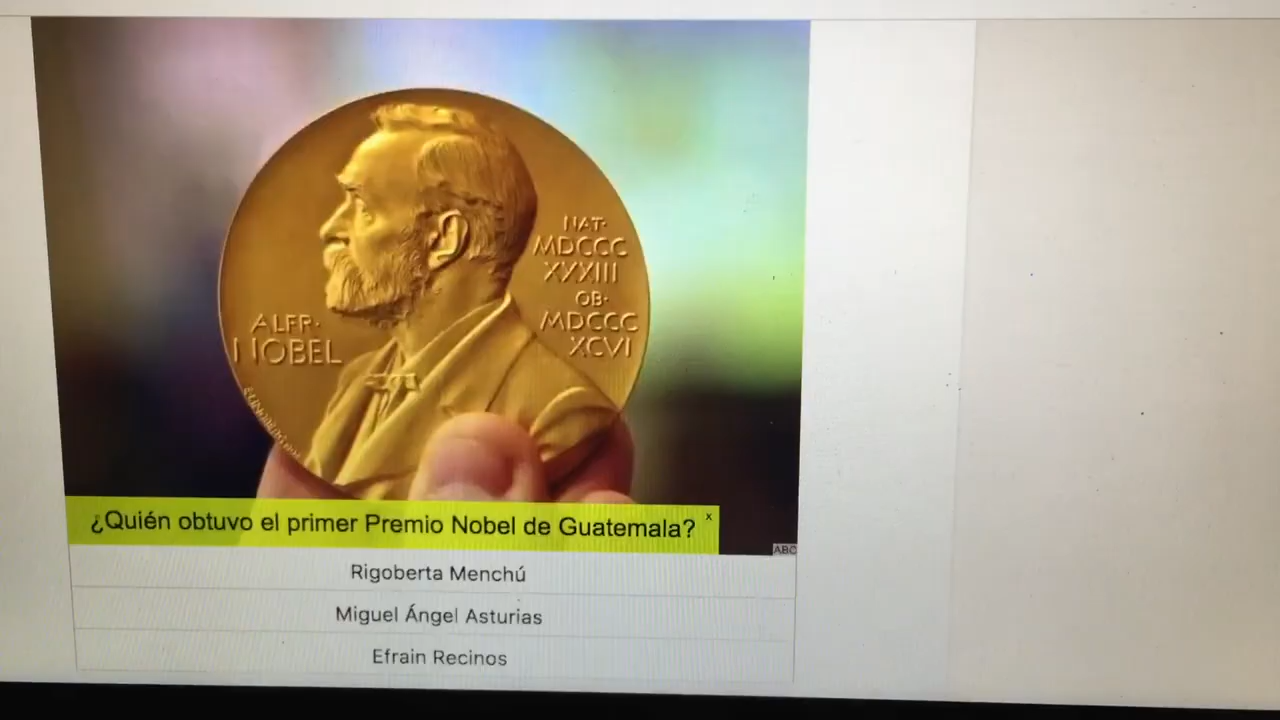 NAT·
MDCCC
XXXIII
OB·
MDCCC
XCVI
ALFR·
NOBEL
¿Quién obtuvo el primer Premio Nobel de Guatemala?
x
ABC
Rigoberta Menchú
Miguel Ángel Asturias
Efrain Recinos